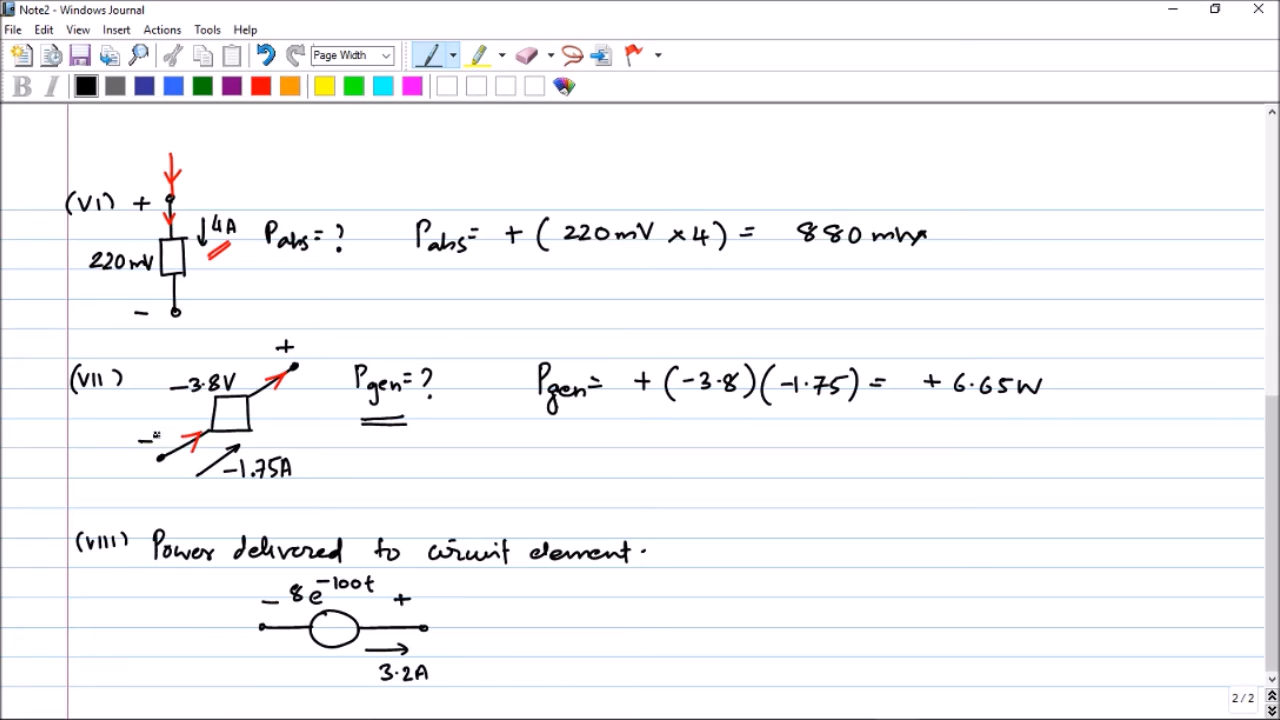 Note2 - Windows Journal
File Edit View Insert Actions Tools Help
Page Width
B I
(VI) + 4A Pabs= ? Pabs= + ( 220mV ×4) = 880 mW
220mV
-
+
(VII) -3.8V Pgen= ? Pgen= + (-3.8)(-1.75) = + 6.65W
-
-1.75A
(VIII) Power delivered to circuit element.
- 8e^-100t +
3.2A
2 / 2